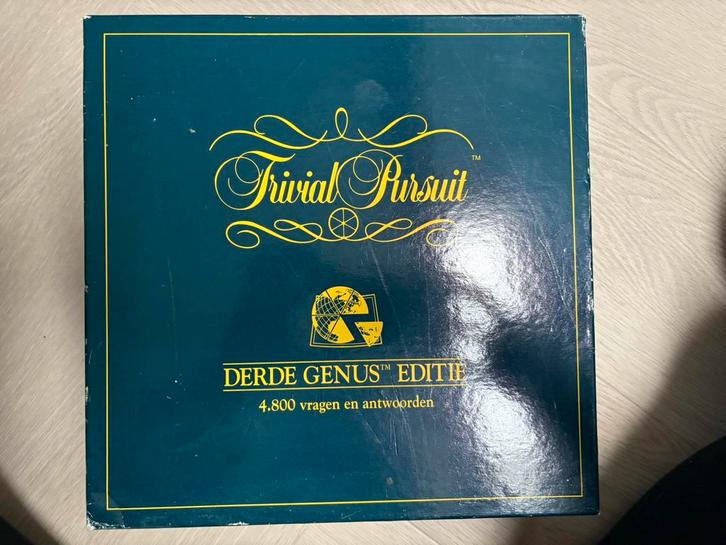 Trivial Pursuit™
DERDE GENUS™ EDITIE
4.800 vragen en antwoorden